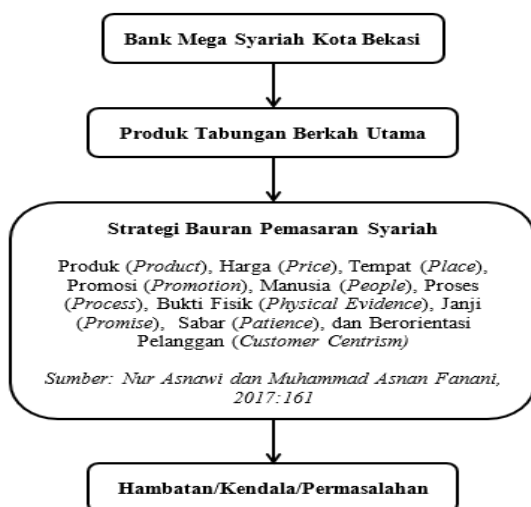 Bank Mega Syariah Kota Bekasi
Produk Tabungan Berkah Utama
Strategi Bauran Pemasaran Syariah
Produk (Product), Harga (Price), Tempat (Place),
Promosi (Promotion), Manusia (People), Proses
(Process), Bukti Fisik (Physical Evidence), Janji
(Promise), Sabar (Patience), dan Berorientasi
Pelanggan (Customer Centrism)
Sumber: Nur Asnawi dan Muhammad Asnan Fanani,
2017:161
Hambatan/Kendala/Permasalahan